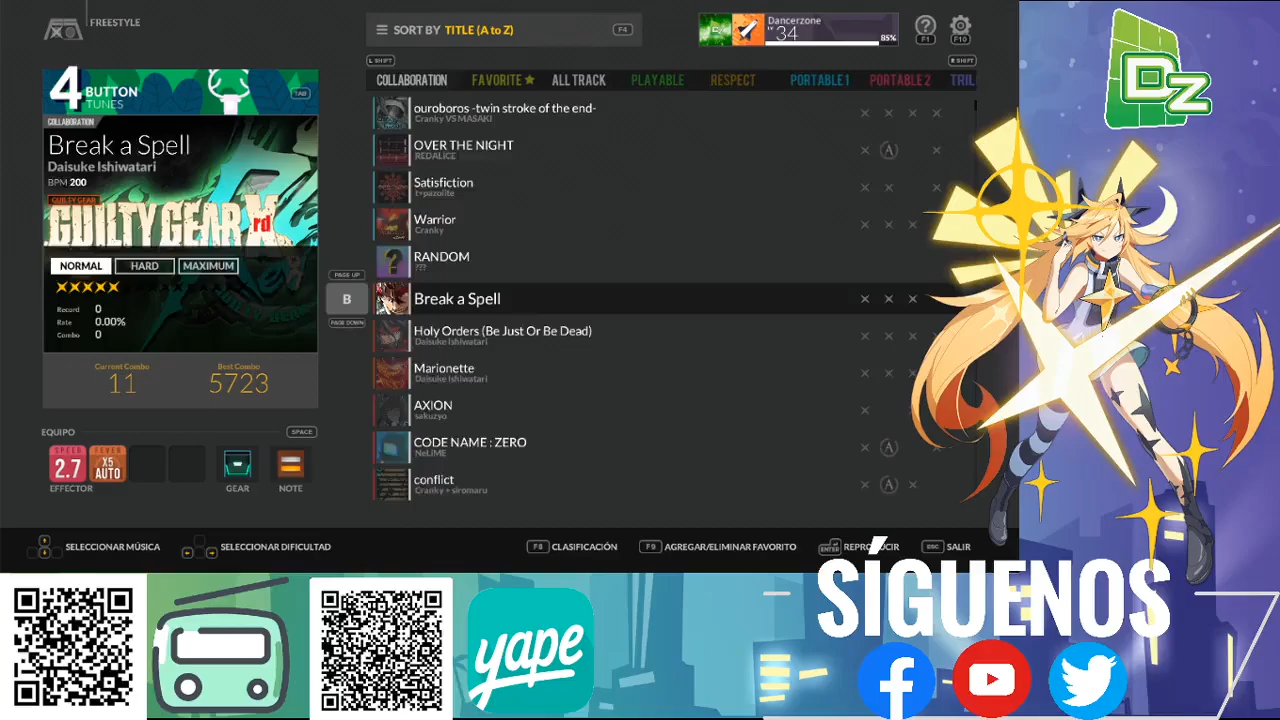 FREESTYLE
SORT BY TITLE (A to Z) F4
Dancerzone
Lv 34
85%
F1
F10
L SHIFT
R SHIFT
COLLABORATION FAVORITE ALL TRACK PLAYABLE RESPECT PORTABLE 1 PORTABLE 2 TRIL
4 BUTTON
TUNES
TAB
COLLABORATION
Break a Spell
Daisuke Ishiwatari
BPM 200
GUILTY GEAR
GUILTY GEAR Xrd
NORMAL HARD MAXIMUM
Record 0
Rate 0.00%
Combo 0
Current Combo Best Combo
11 5723
EQUIPO SPACE
SPEED FEVER
2.7 X5 AUTO
EFFECTOR GEAR NOTE
PAGE UP
B
PAGE DOWN
ouroboros -twin stroke of the end-
Cranky VS MASAKI
OVER THE NIGHT
REDALiCE
A
Satisfiction
t+pazolite
Warrior
Cranky
RANDOM
???
Break a Spell
Holy Orders (Be Just Or Be Dead)
Daisuke Ishiwatari
Marionette
Daisuke Ishiwatari
AXION
sakuzyo
CODE NAME : ZERO
NeLiME
A
conflict
Cranky + siromaru
A
SELECCIONAR MÚSICA SELECCIONAR DIFICULTAD F8 CLASIFICACIÓN F9 AGREGAR/ELIMINAR FAVORITO ENTER REPRODUCIR ESC SALIR
DZ
yape
SÍGUENOS